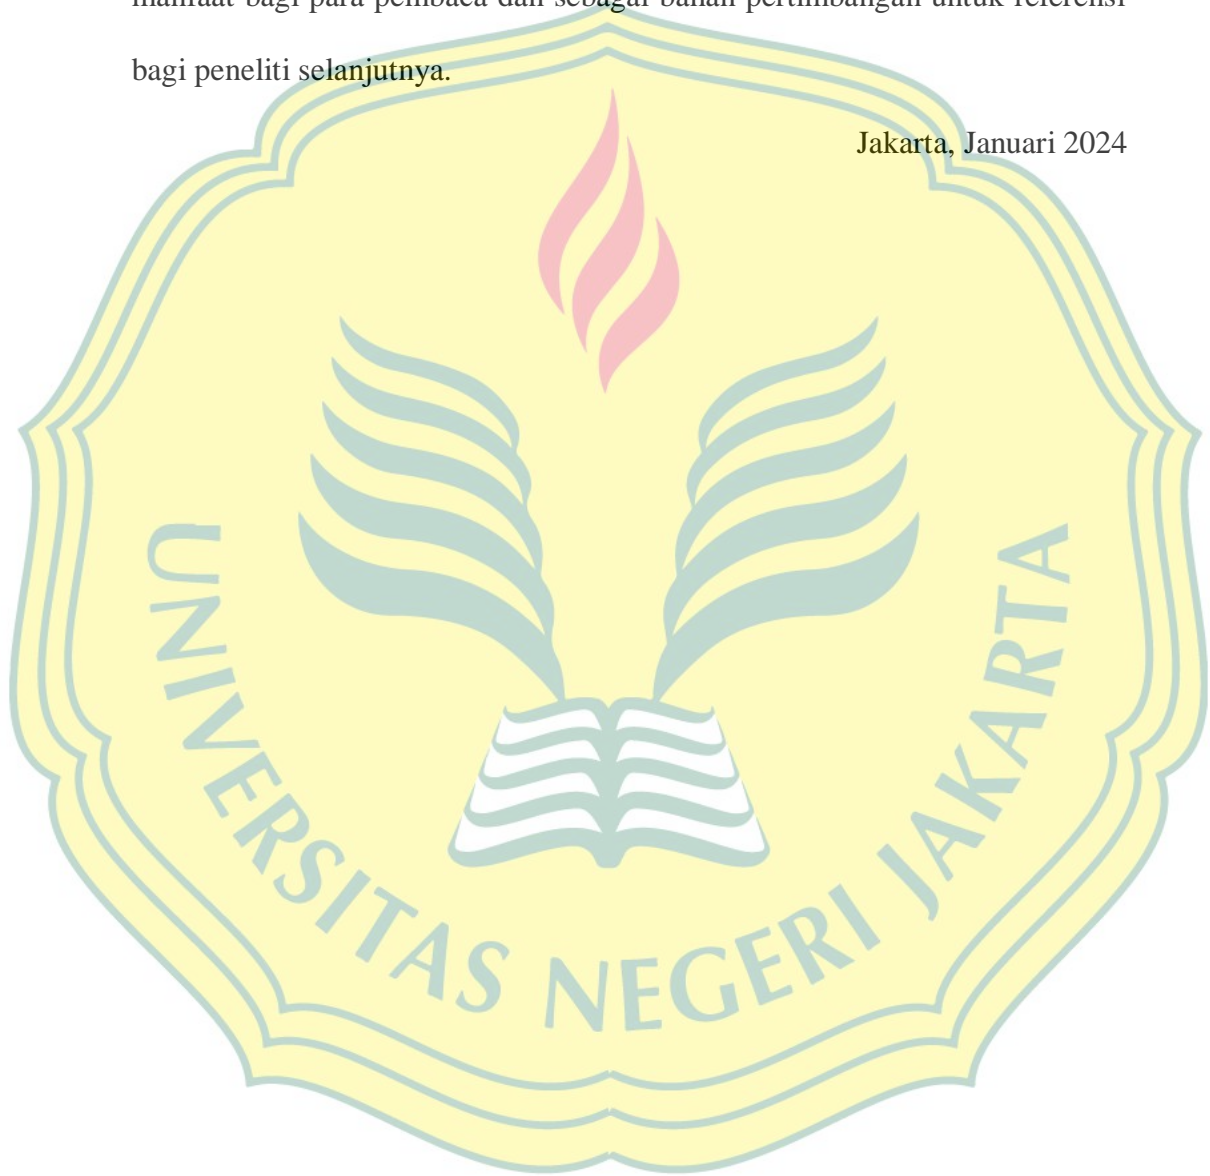 manfaat bagi para pembaca dan sebagai bahan pertimbangan untuk referensi
bagi peneliti selanjutnya.
Jakarta, Januari 2024
UNIVERSITAS NEGERI JAKARTA